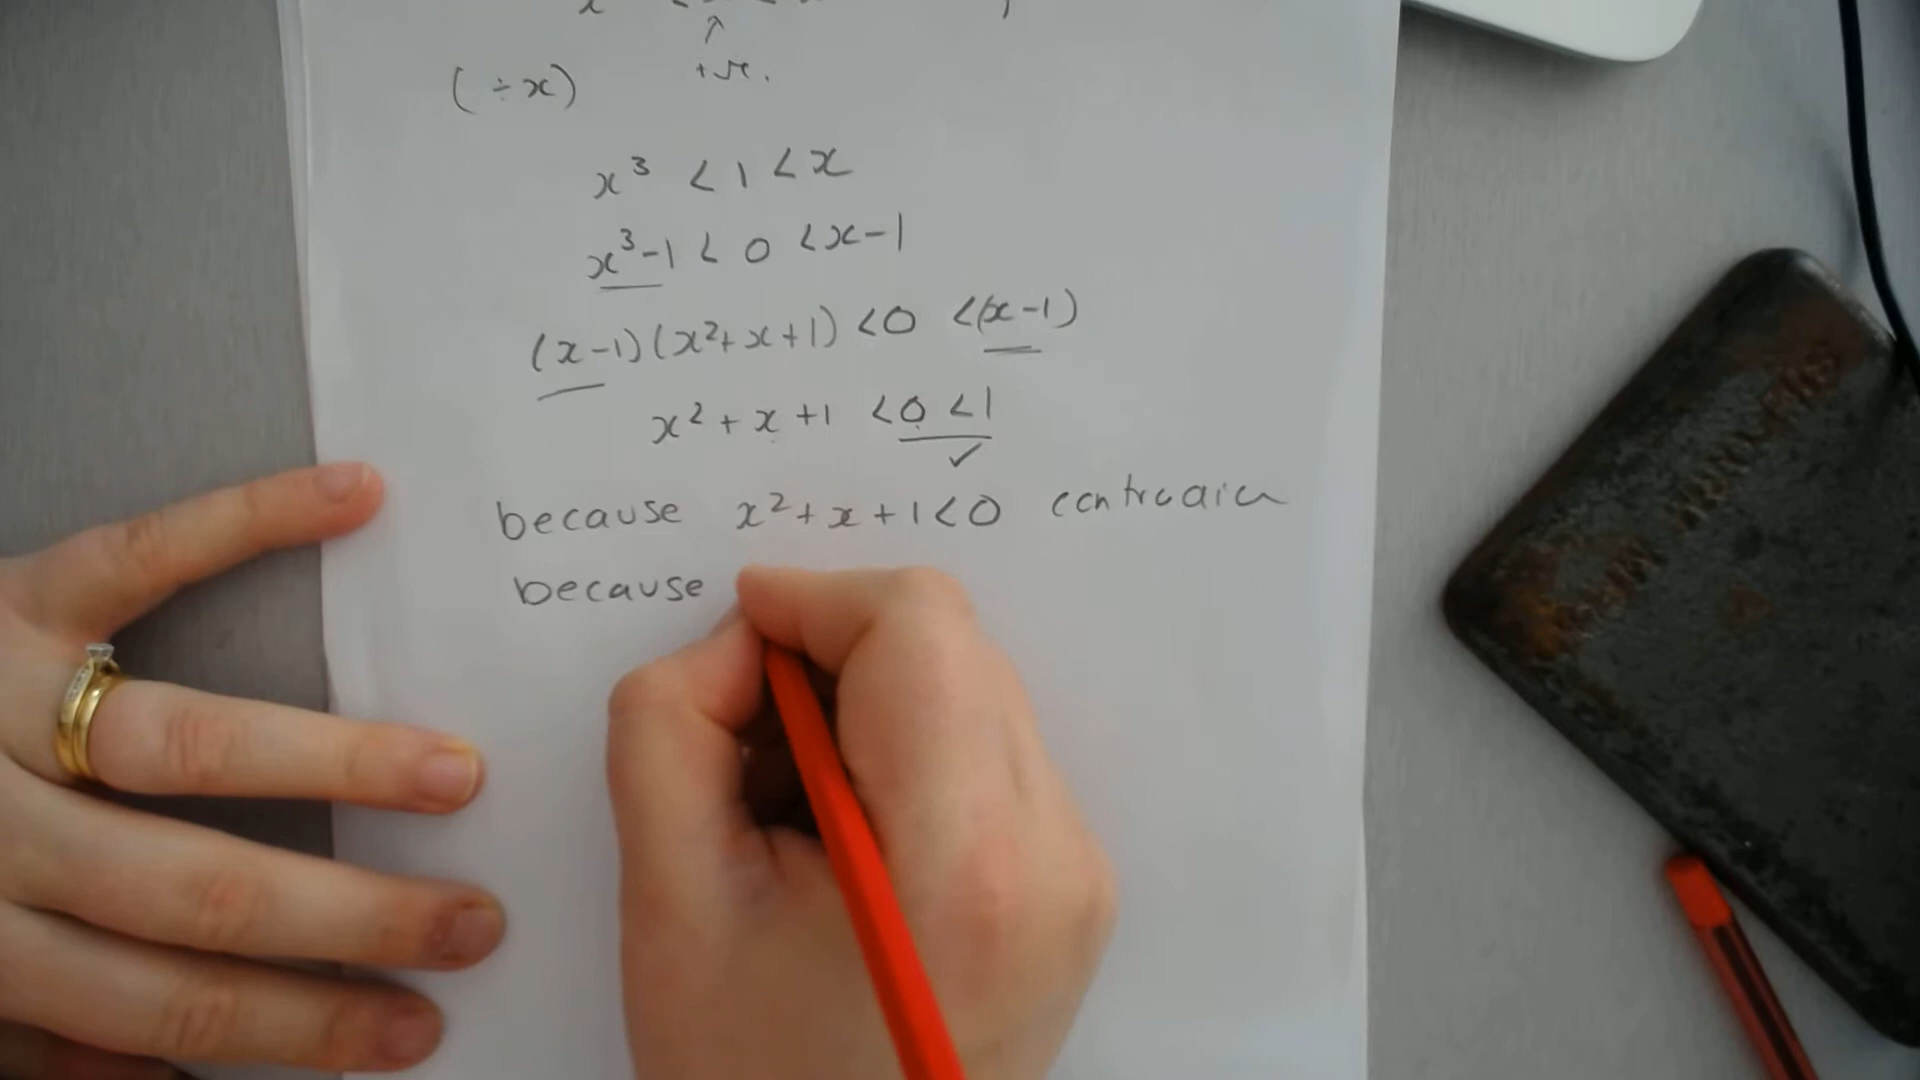 (÷x) +ve.
x³ < 1 < x
x³-1 < 0 < x-1
(x-1)(x²+x+1) < 0 < (x-1)
x² + x + 1 < 0 < 1
✓
because x² + x + 1 < 0
because